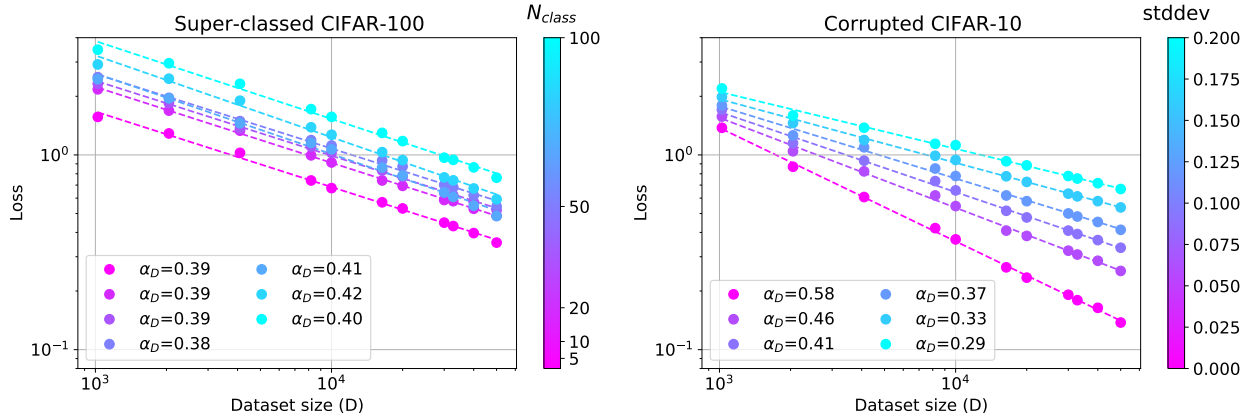 Super-classed CIFAR-100
N_class
Corrupted CIFAR-10
stddev
Loss
10^0
10^-1
10^3
10^4
Dataset size (D)
α_D=0.39
α_D=0.39
α_D=0.39
α_D=0.38
α_D=0.41
α_D=0.42
α_D=0.40
100
50
20
10
5
Loss
10^0
10^-1
10^3
10^4
Dataset size (D)
α_D=0.58
α_D=0.46
α_D=0.41
α_D=0.37
α_D=0.33
α_D=0.29
0.200
0.175
0.150
0.125
0.100
0.075
0.050
0.025
0.000